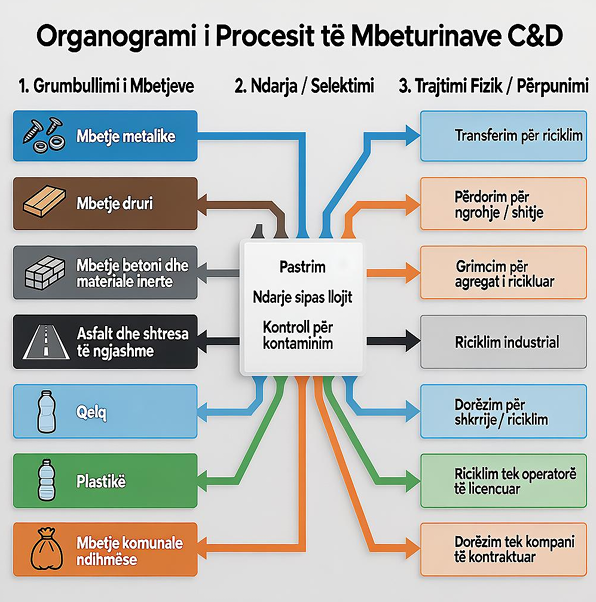 Organogrami i Procesit të Mbeturinave C&D
1. Grumbullimi i Mbetjeve
2. Ndarja / Selektimi
3. Trajtimi Fizik / Përpunimi
Mbetje metalike
Mbetje druri
Mbetje betoni dhe
materiale inerte
Asfalt dhe shtresa
të ngjashme
Qelq
Plastikë
Mbetje komunale
ndihmëse
Pastrim
Ndarje sipas llojit
Kontroll për
kontaminim
Transferim për riciklim
Përdorim për
ngrohje / shitje
Grimcim për
agregat i rickluar
Riciklim industrial
Dorëzim për
shkrrije / riciklim
Riciklim tek operatorë
të licencuar
Dorëzim tek kompani
të kontraktuar